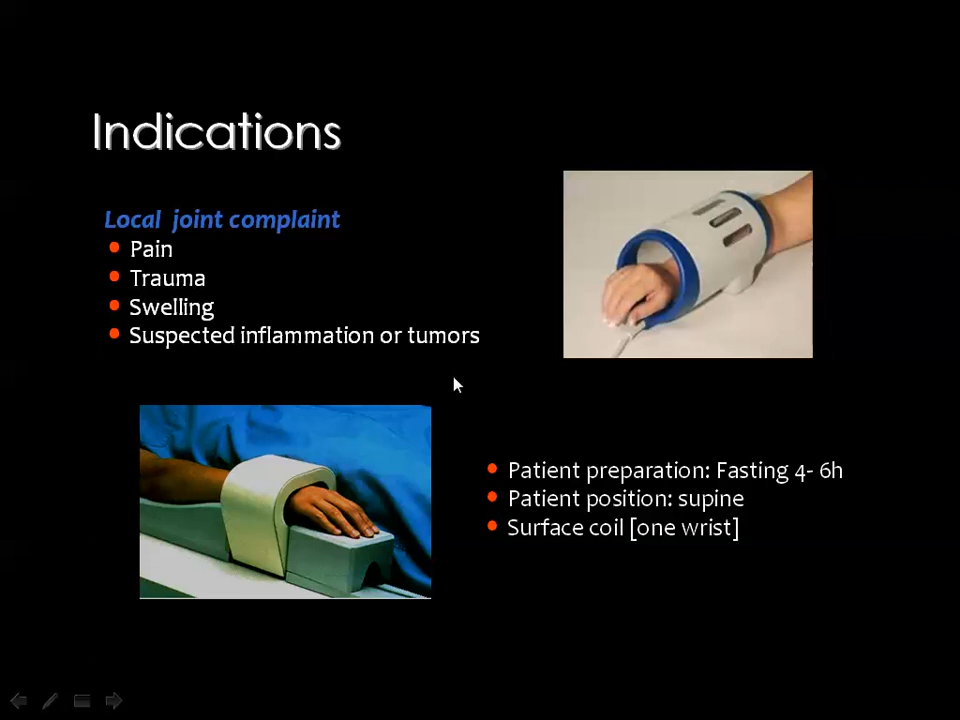 Indications
Local joint complaint
Pain
Trauma
Swelling
Suspected inflammation or tumors
Patient preparation: Fasting 4- 6h
Patient position: supine
Surface coil [one wrist]